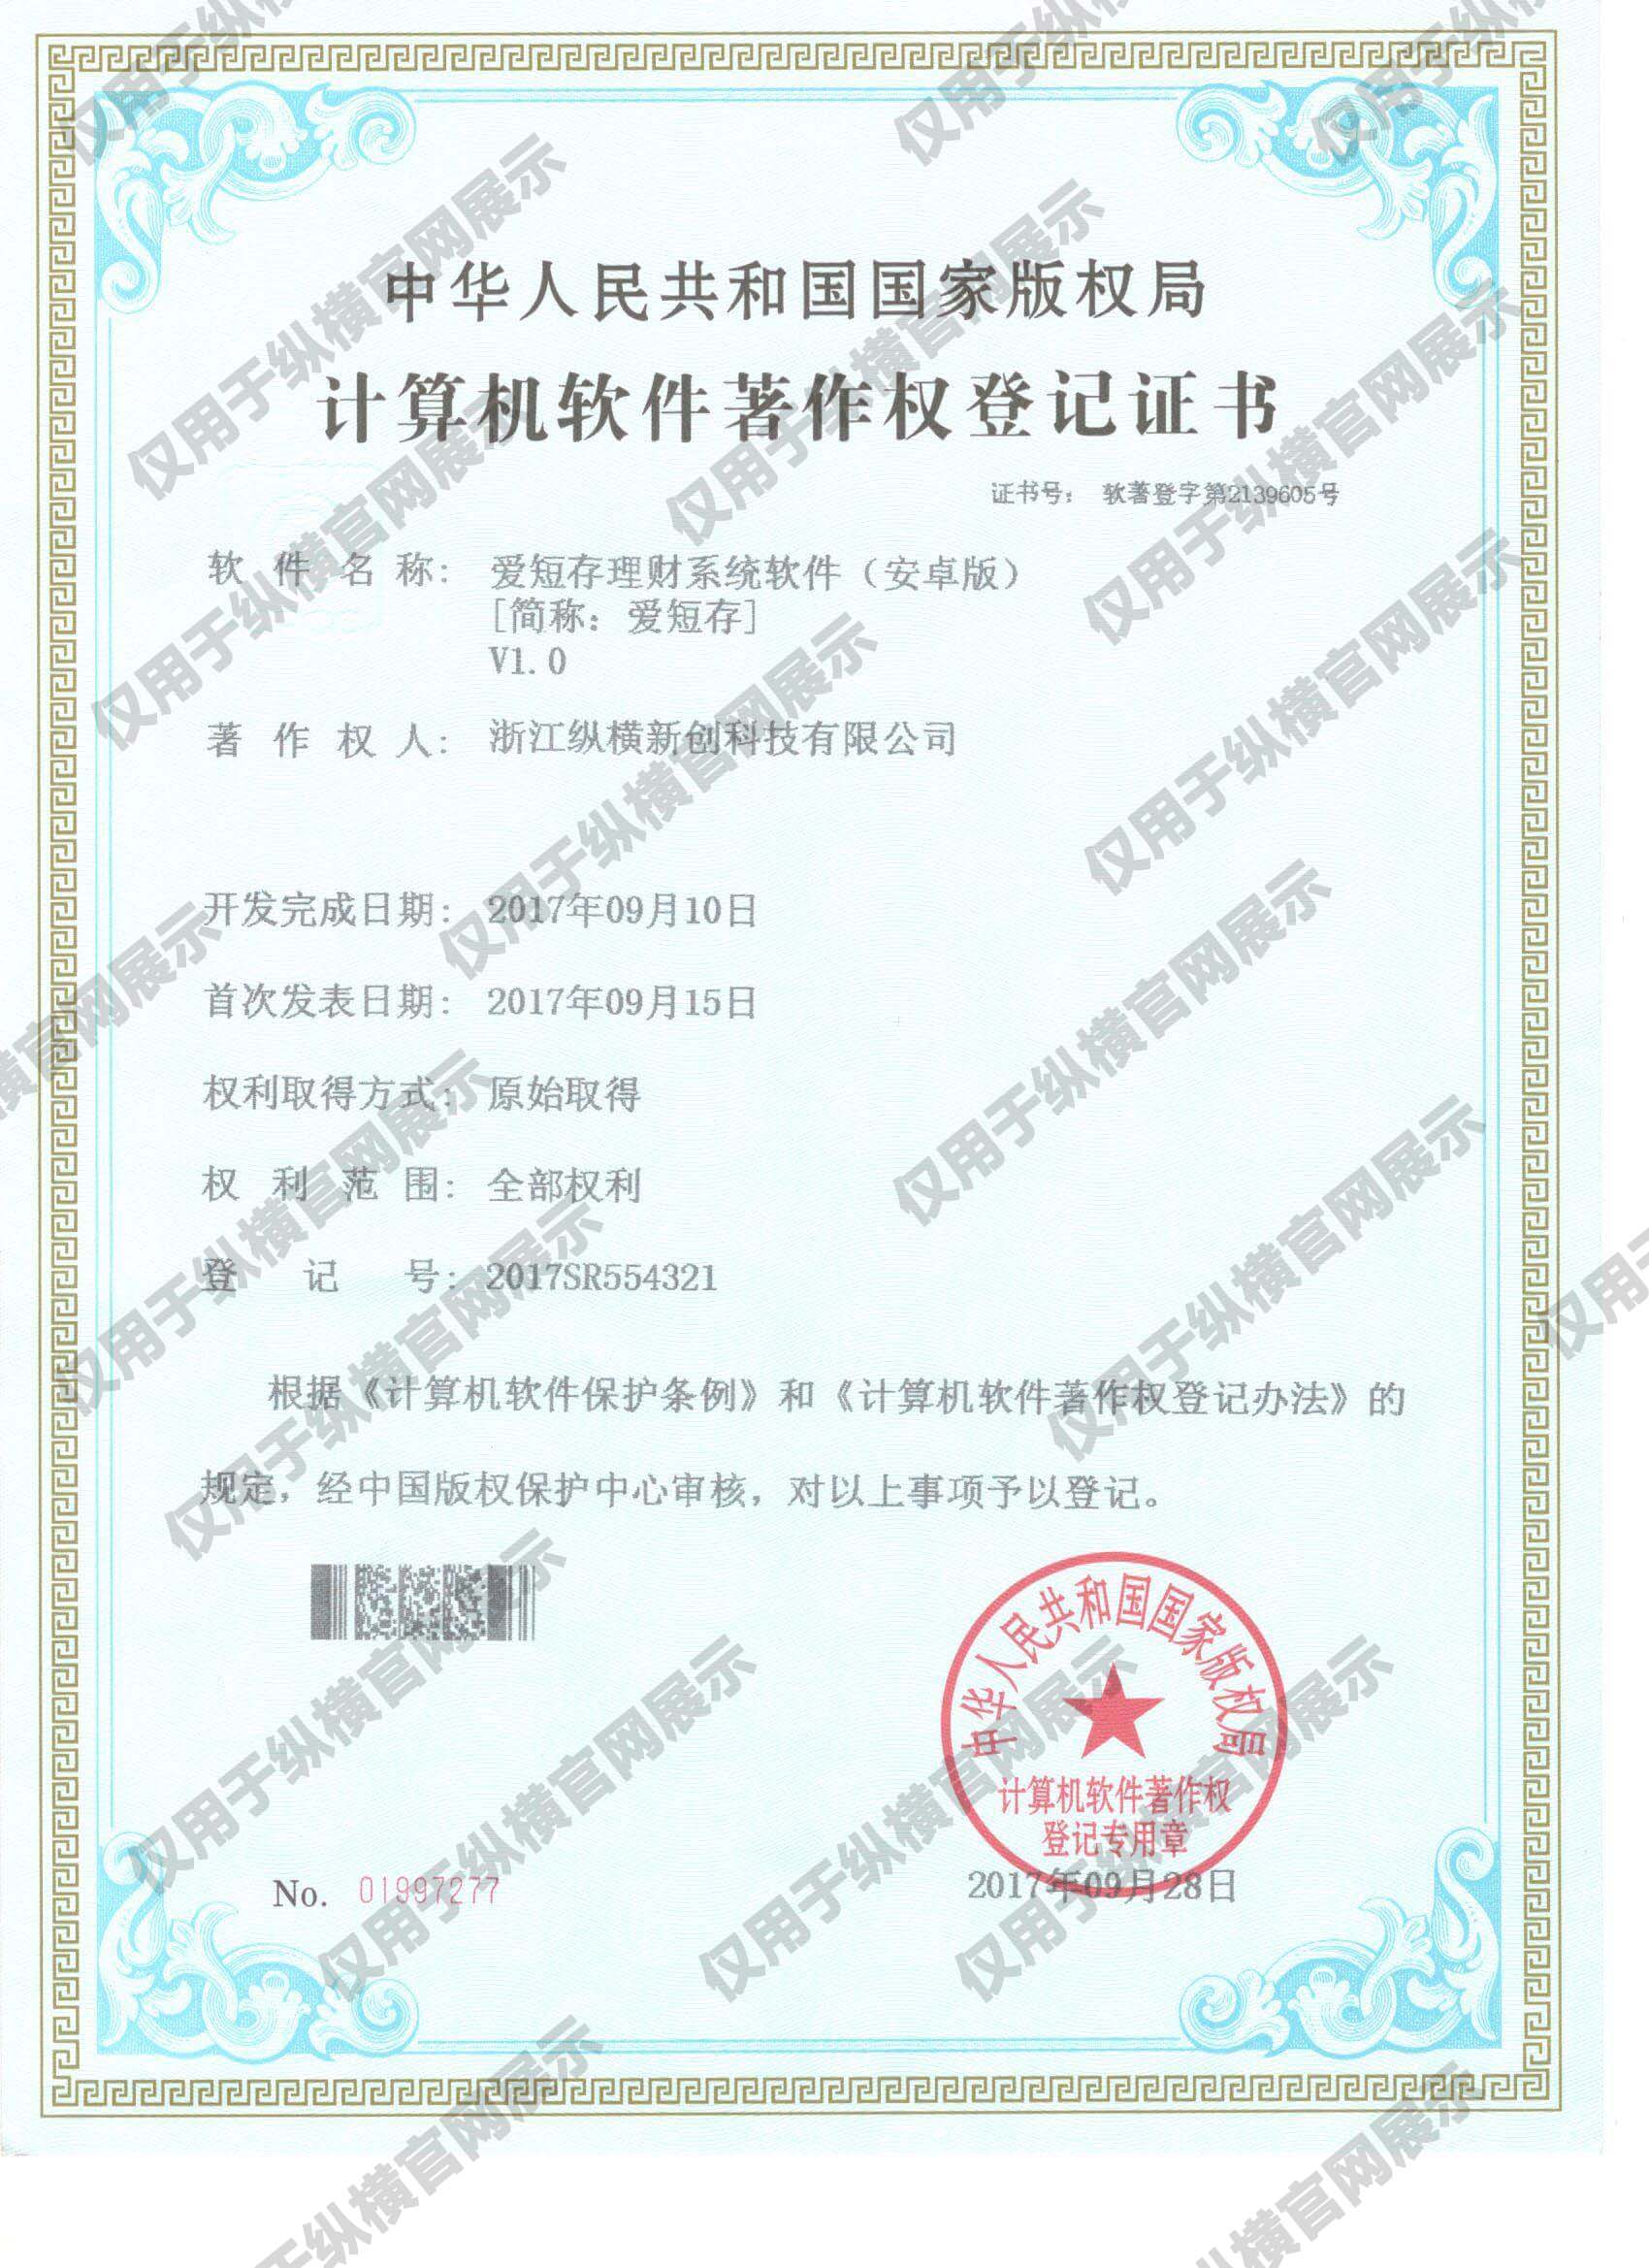 中华人民共和国国家版权局
计算机软件著作权登记证书
证书号： 软著登字第2139605号
软件名称： 爱短存理财系统软件（安卓版）
[简称：爱短存]
V1.0
著作权人： 浙江纵横新创科技有限公司
开发完成日期： 2017年09月10日
首次发表日期： 2017年09月15日
权利取得方式： 原始取得
权利范围： 全部权利
登记号： 2017SR554321
根据《计算机软件保护条例》和《计算机软件著作权登记办法》的
规定，经中国版权保护中心审核，对以上事项予以登记。
中华人民共和国国家版权局
计算机软件著作权
登记专用章
No. 01997277
2017年09月28日
仅用于纵横官网展示